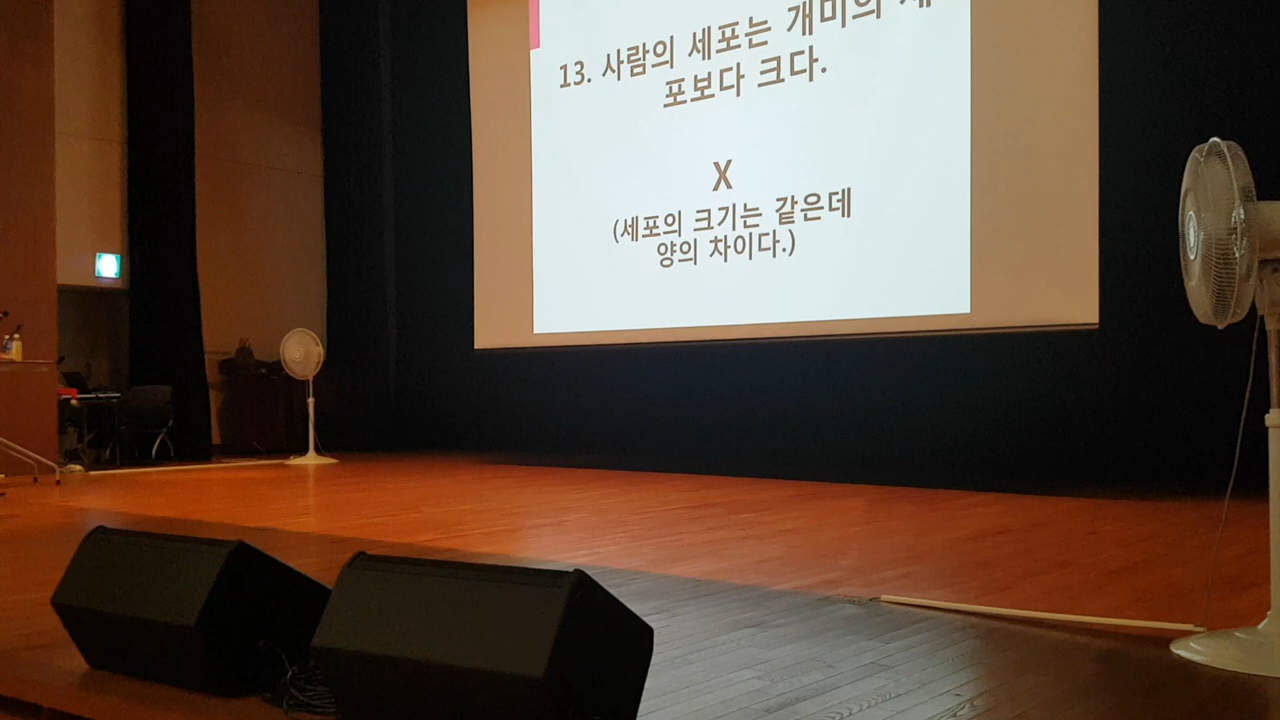 13. 사람의 세포는 개미의 세
포보다 크다.
X
(세포의 크기는 같은데
양의 차이다.)